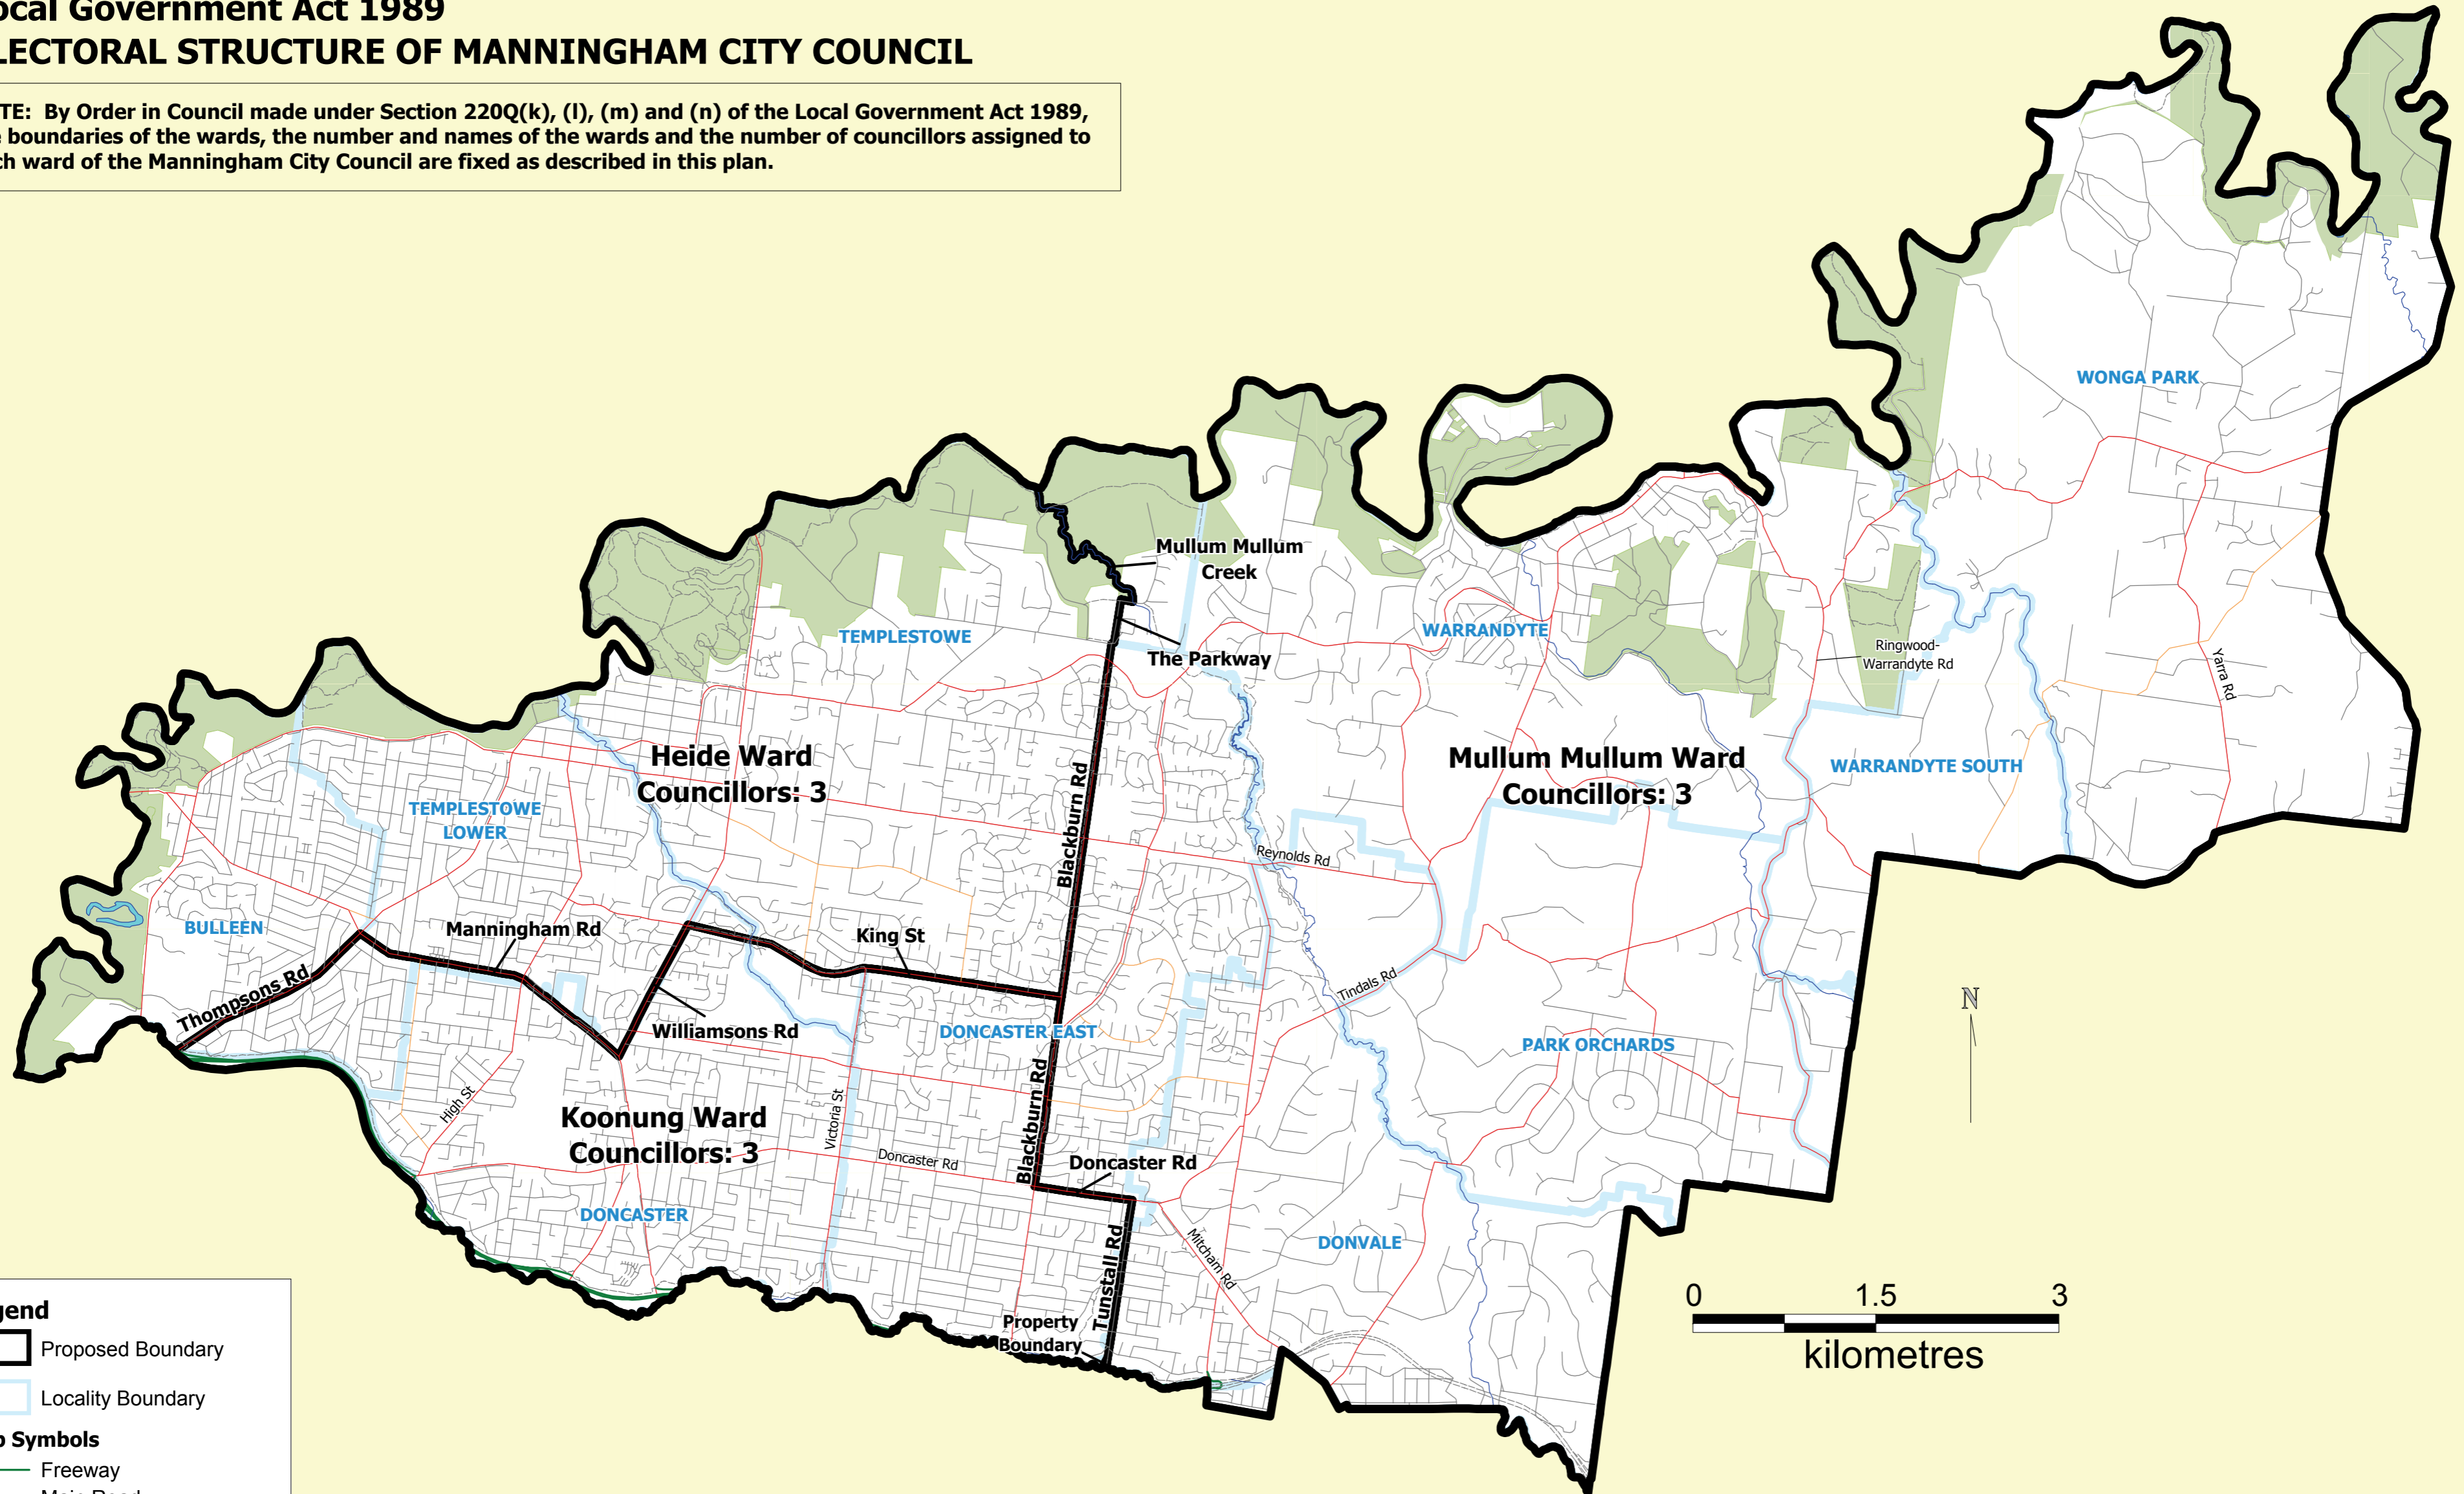 ocal Government Act 1989
LECTORAL STRUCTURE OF MANNINGHAM CITY COUNCIL
TE: By Order in Council made under Section 220Q(k), (l), (m) and (n) of the Local Government Act 1989,
boundaries of the wards, the number and names of the wards and the number of councillors assigned to
ch ward of the Manningham City Council are fixed as described in this plan.
WONGA PARK
Mullum Mullum
Creek
TEMPLESTOWE
WARRANDYTE
The Parkway
Ringwood-
Warrandyte Rd
Yarra Rd
Heide Ward
Councillors: 3
Mullum Mullum Ward
Councillors: 3
WARRANDYTE SOUTH
TEMPLESTOWE
LOWER
Blackburn Rd
Reynolds Rd
BULLEEN
Manningham Rd
King St
Thompsons Rd
Tindals Rd
Williamsons Rd
DONCASTER EAST
PARK ORCHARDS
N
High St
Victoria St
Koonung Ward
Councillors: 3
Blackburn Rd
Doncaster Rd
Doncaster Rd
DONCASTER
Tunstall Rd
Mitcham Rd
DONVALE
Property
Boundary
0 1.5 3
kilometres
gend
Proposed Boundary
Locality Boundary
p Symbols
Freeway